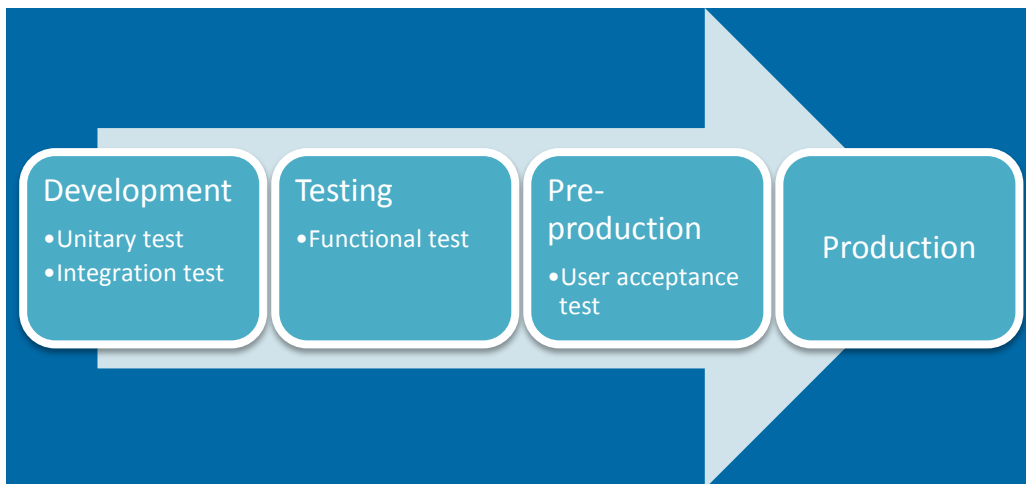 Development
•Unitary test
•Integration test
Testing
•Functional test
Pre-
production
•User acceptance
test
Production